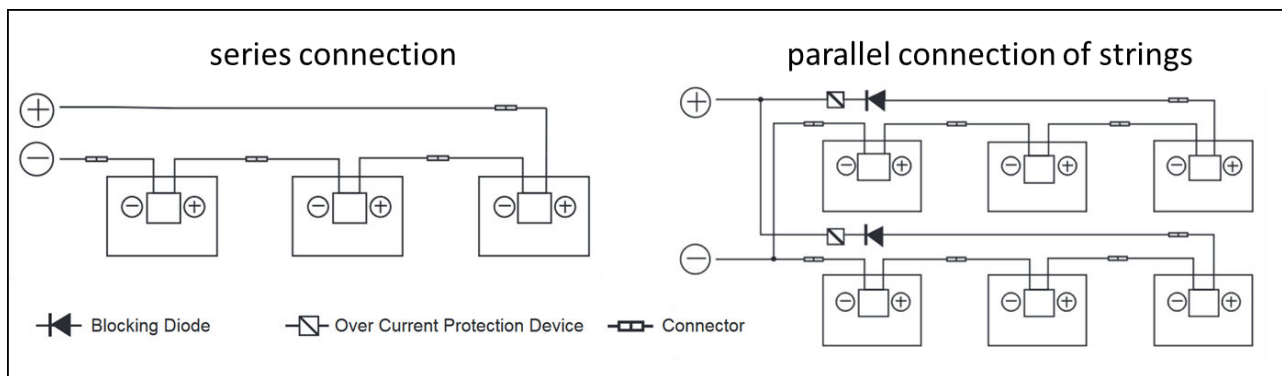 series connection
parallel connection of strings
+
−
− +
− +
− +
+
−
− +
− +
− +
− +
− +
− +
Blocking Diode
Over Current Protection Device
Connector